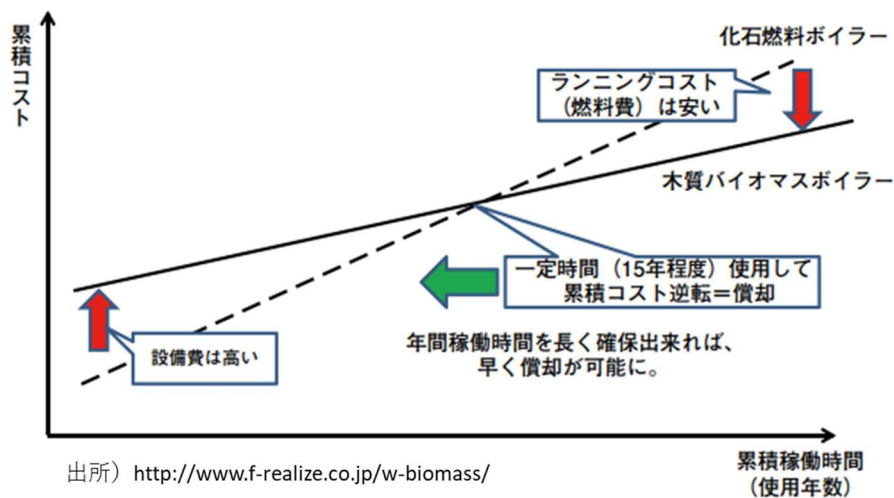 累積コスト
化石燃料ボイラー
ランニングコスト
（燃料費）は安い
木質バイオマスボイラー
一定時間（15年程度）使用して
累積コスト逆転＝償却
設備費は高い
年間稼働時間を長く確保出来れば、
早く償却が可能に。
出所）http://www.f-realize.co.jp/w-biomass/
累積稼働時間
（使用年数）